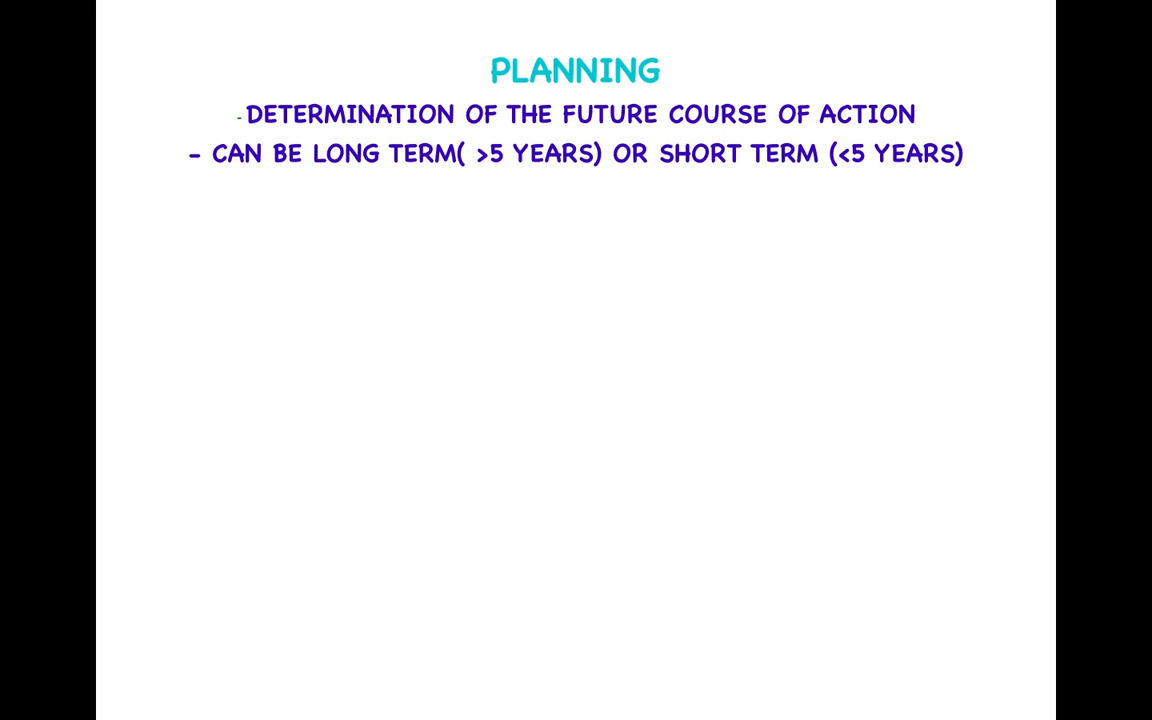 PLANNING
- DETERMINATION OF THE FUTURE COURSE OF ACTION
- CAN BE LONG TERM( >5 YEARS) OR SHORT TERM (<5 YEARS)